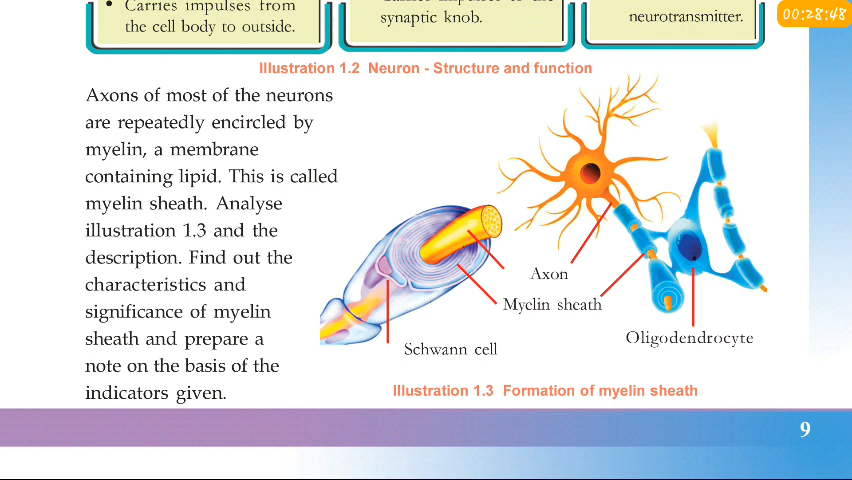 00:28:48
• Carries impulses from
the cell body to outside.
synaptic knob.
neurotransmitter.
Illustration 1.2 Neuron - Structure and function
Axons of most of the neurons
are repeatedly encircled by
myelin, a membrane
containing lipid. This is called
myelin sheath. Analyse
illustration 1.3 and the
description. Find out the
characteristics and
significance of myelin
sheath and prepare a
note on the basis of the
indicators given.
Axon
Myelin sheath
Schwann cell
Oligodendrocyte
Illustration 1.3 Formation of myelin sheath
9